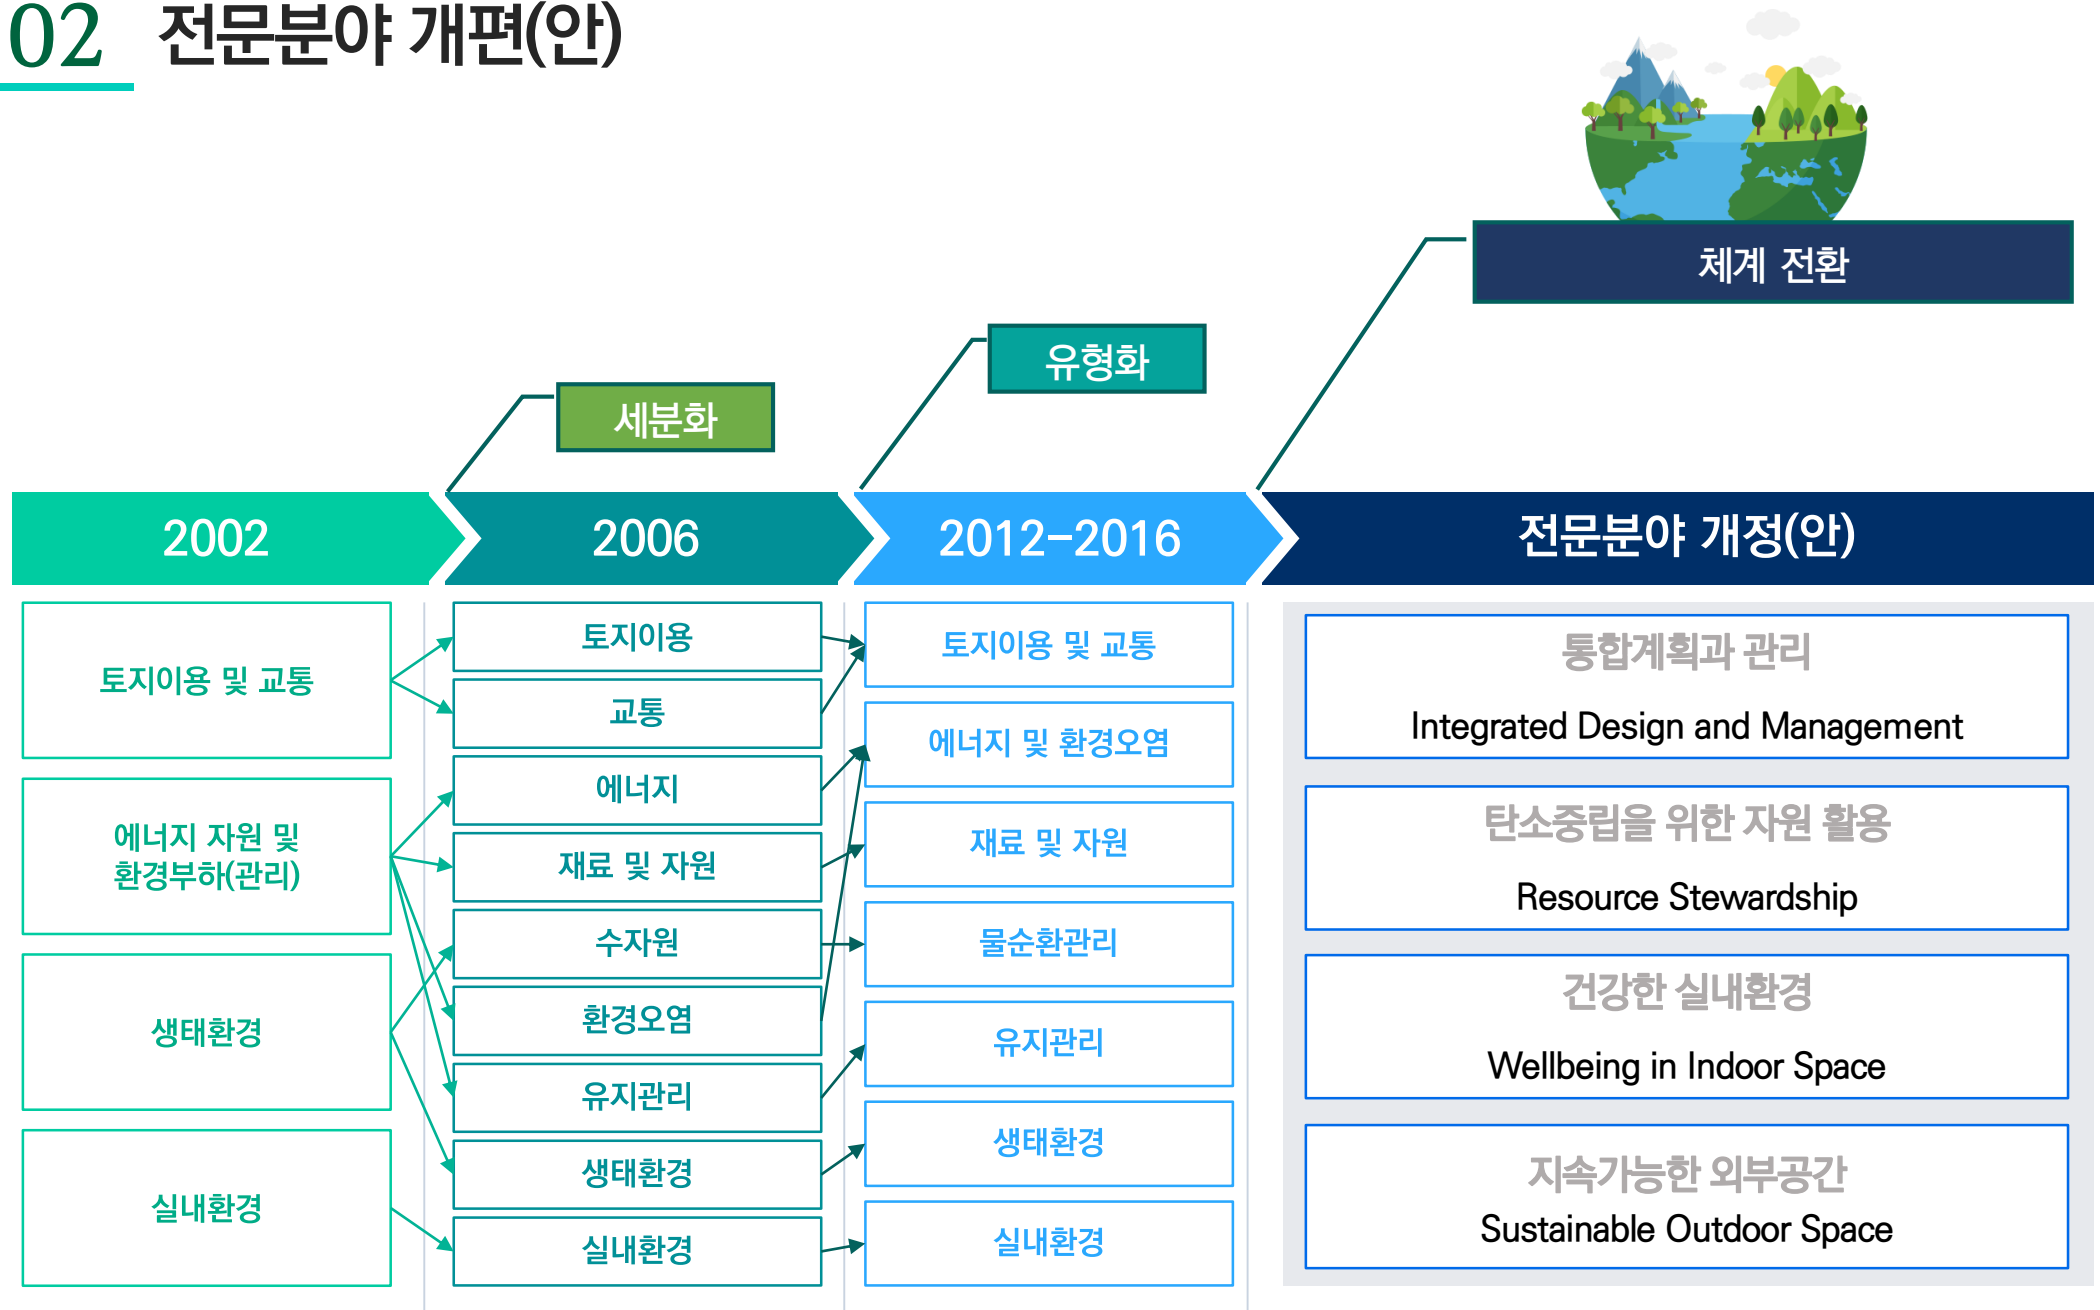 02 전문분야 개편(안)
체계 전환
유형화
세분화
2002
2006
2012-2016
전문분야 개정(안)
토지이용 및 교통
에너지 자원 및
환경부하(관리)
생태환경
실내환경
토지이용
교통
에너지
재료 및 자원
수자원
환경오염
유지관리
생태환경
실내환경
토지이용 및 교통
에너지 및 환경오염
재료 및 자원
물순환관리
유지관리
생태환경
실내환경
통합계획과 관리
Integrated Design and Management
탄소중립을 위한 자원 활용
Resource Stewardship
건강한 실내환경
Wellbeing in Indoor Space
지속가능한 외부공간
Sustainable Outdoor Space